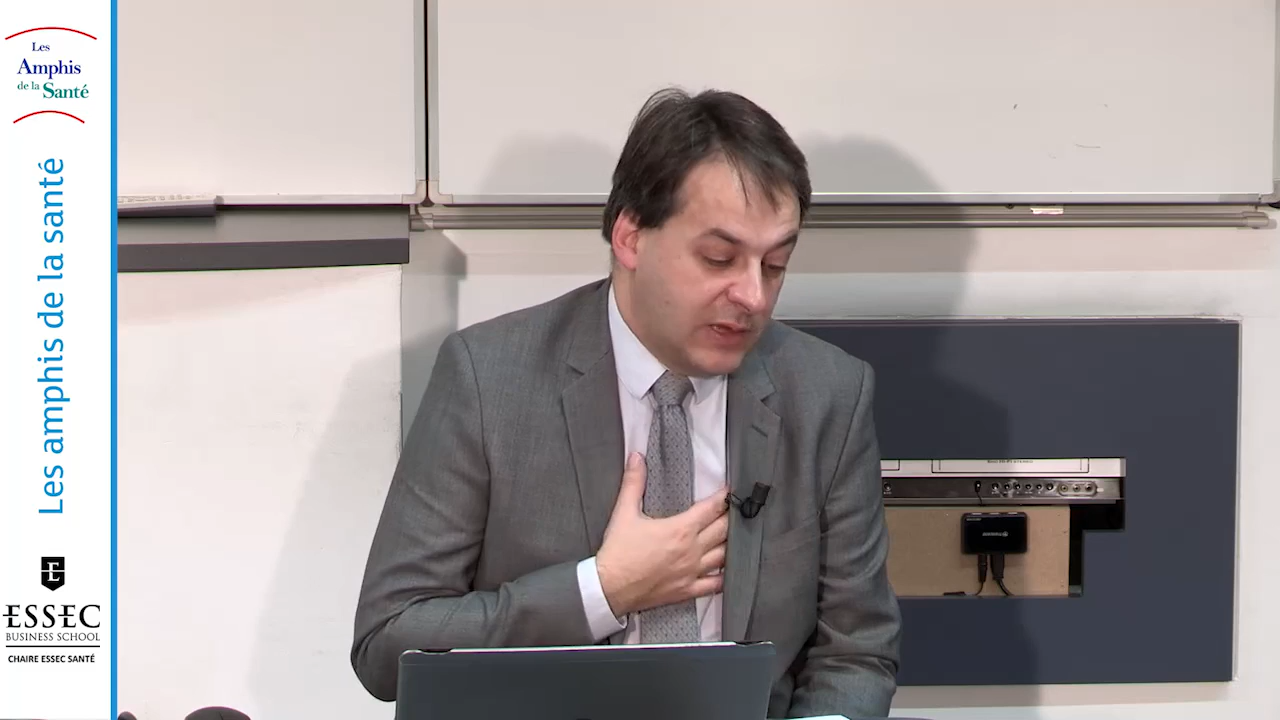 Les
Amphis
de la Santé
Les amphis de la santé
E
ESSEC
BUSINESS SCHOOL
CHAIRE ESSEC SANTÉ